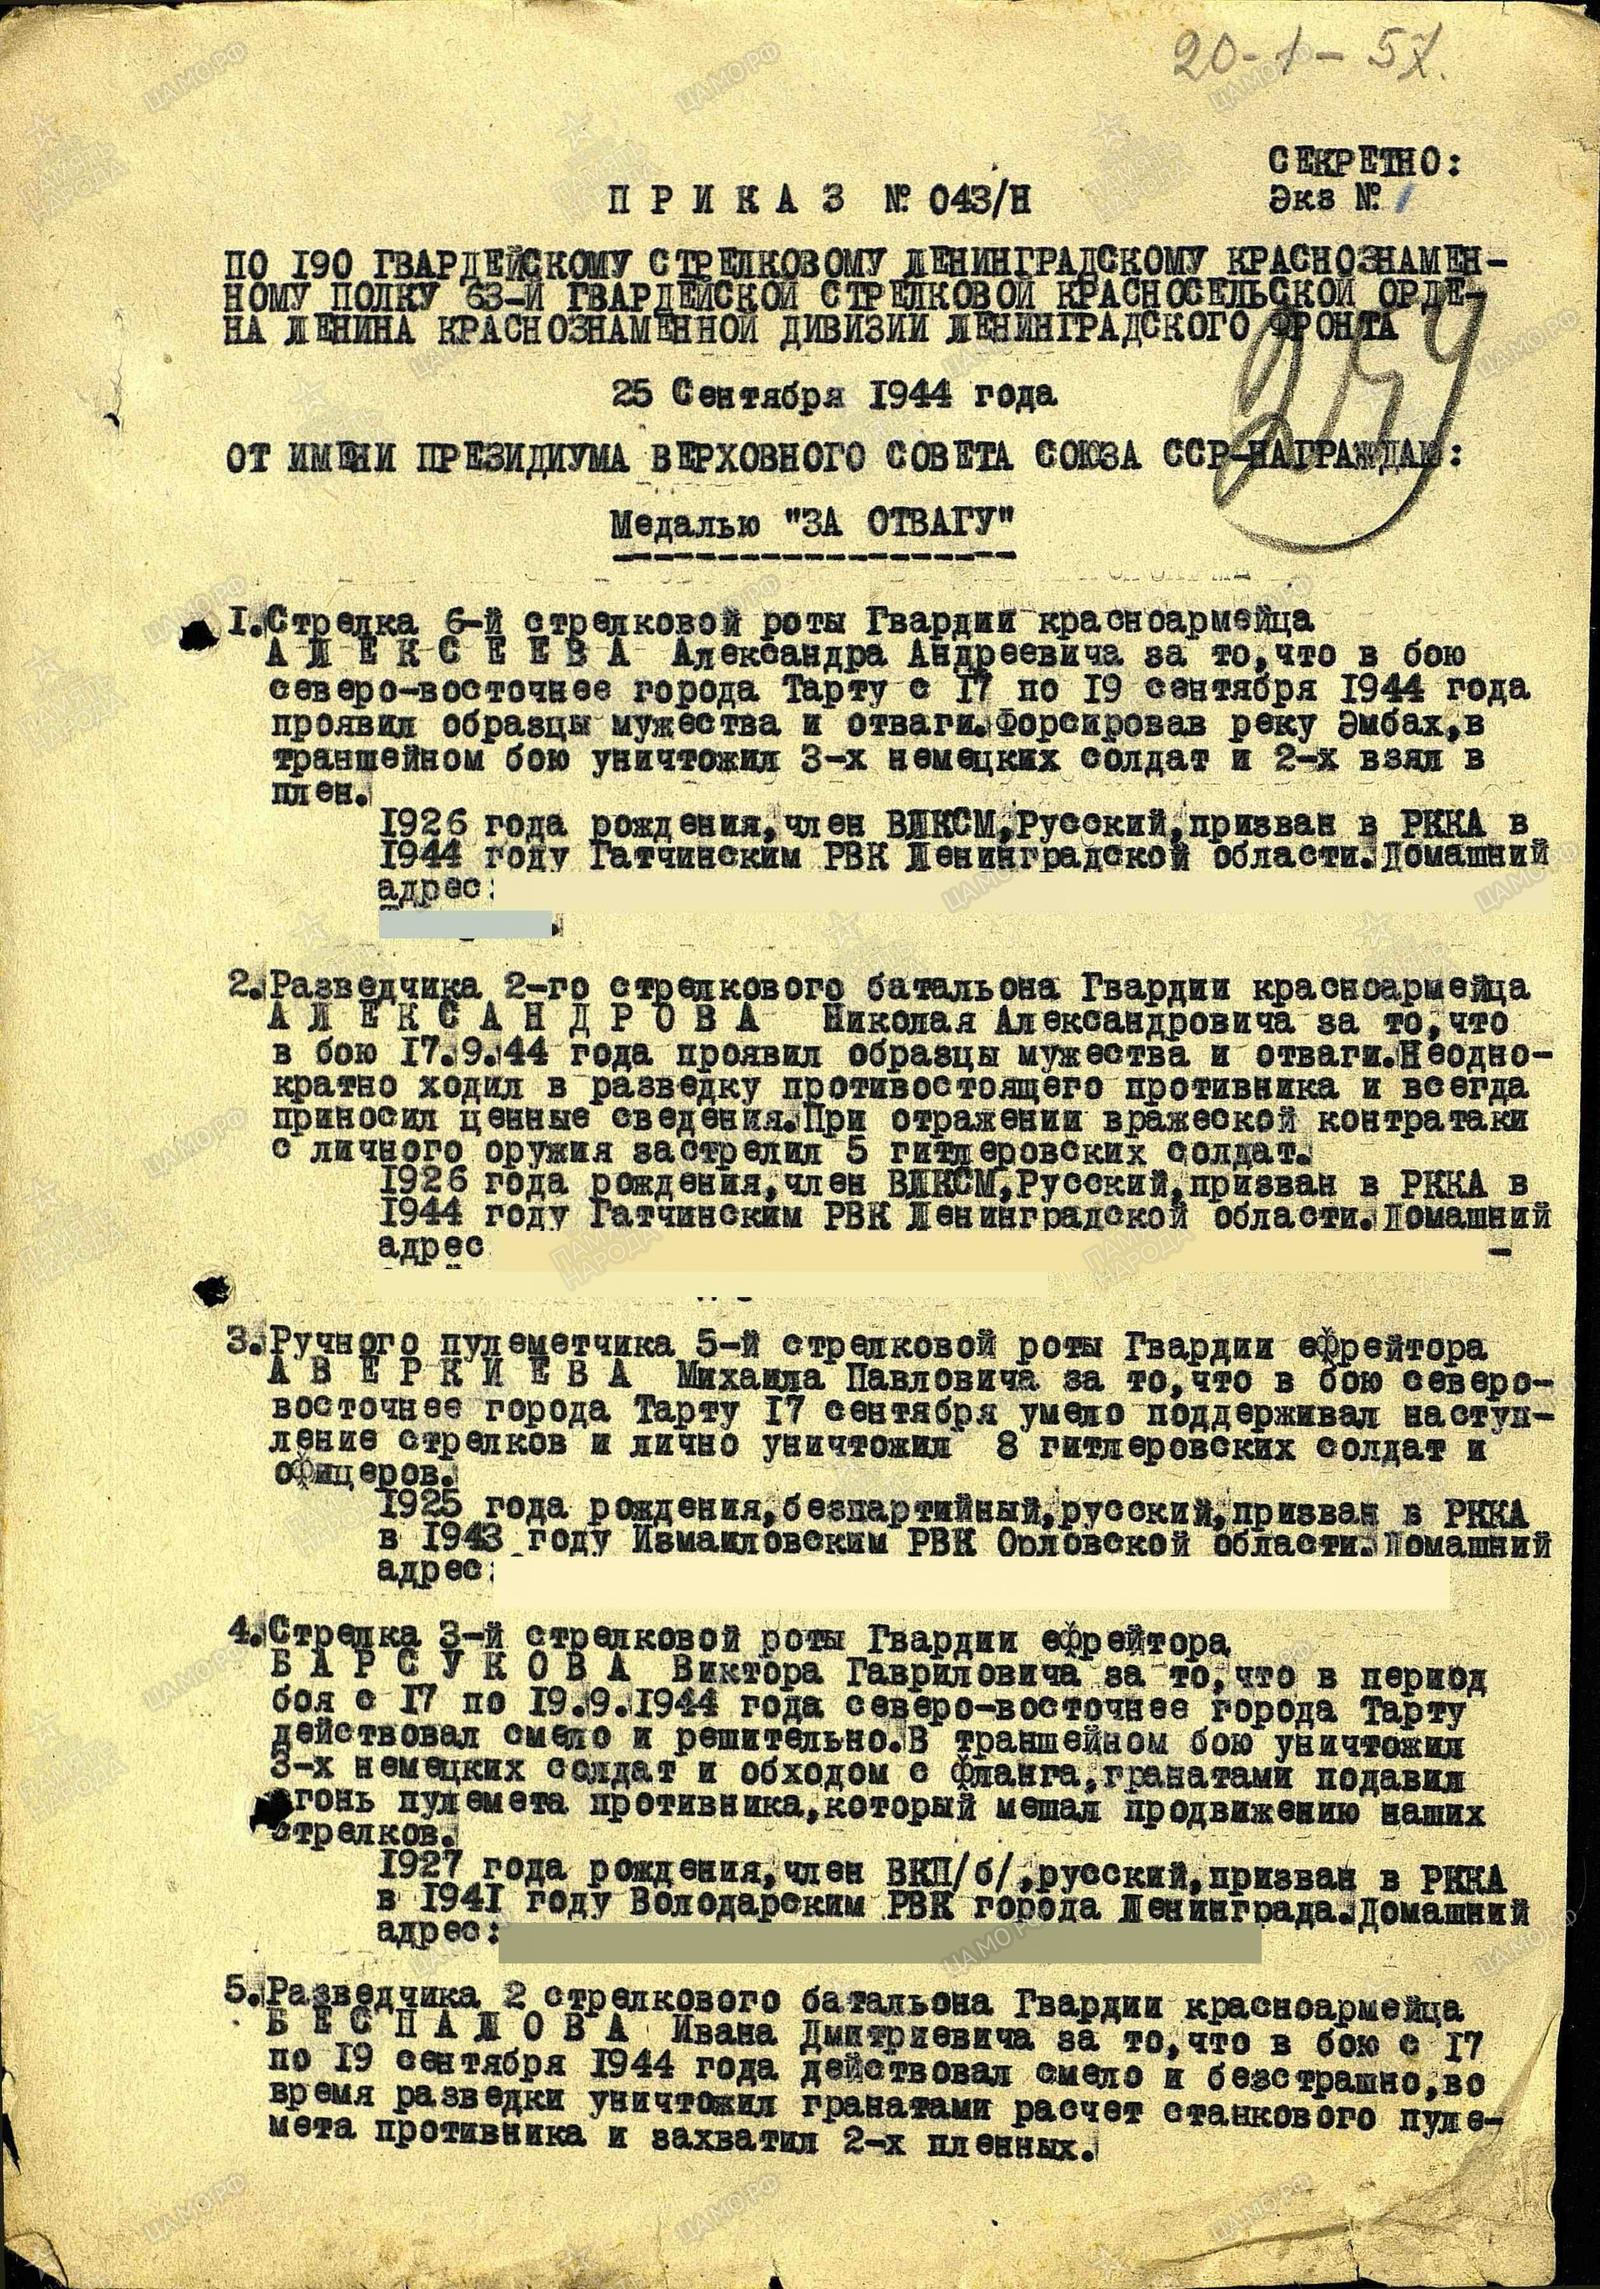 20-1-57.
СЕКРЕТНО:
ПРИКАЗ № 043/Н
Экз № 1
ПО 190 ГВАРДЕЙСКОМУ СТРЕЛКОВОМУ ЛЕНИНГРАДСКОМУ КРАСНОЗНАМЕН-
НОМУ ПОЛКУ 63-Й ГВАРДЕЙСКОЙ СТРЕЛКОВОЙ КРАСНОСЕЛЬСКОЙ ОРДЕ-
НА ЛЕНИНА КРАСНОЗНАМЕННОЙ ДИВИЗИИ ЛЕНИНГРАДСКОГО ФРОНТА
25 Сентября 1944 года
ОТ ИМЕНИ ПРЕЗИДИУМА ВЕРХОВНОГО СОВЕТА СОЮЗА ССР-НАГРАЖДАЮ:
Медалью "ЗА ОТВАГУ"
1.Стрелка 6-й стрелковой роты Гвардии красноармейца
АЛЕКСЕЕВА Александра Андреевича за то,что в бою
северо-восточнее города Тарту с 17 по 19 сентября 1944 года
проявил образцы мужества и отваги.Форсировав реку Эмбах,в
траншейном бою уничтожил 3-х немецких солдат и 2-х взял в
плен.
1926 года рождения,член ВЛКСМ,Русский,призван в РККА в
1944 году Гатчинским РВК Ленинградской области.Домашний
адрес:
2.Разведчика 2-го стрелкового батальона Гвардии красноармейца
АЛЕКСАНДРОВА Николая Александровича за то,что
в бою 17.9.44 года проявил образцы мужества и отваги.Неодно-
кратно ходил в разведку противостоящего противника и всегда
приносил ценные сведения.При отражении вражеской контратаки
с личного оружия застрелил 5 гитлеровских солдат.
1926 года рождения,член ВЛКСМ,Русский,призван в РККА в
1944 году Гатчинским РВК Ленинградской области.Домашний
адрес
3.Ручного пулеметчика 5-й стрелковой роты Гвардии ефрейтора
АВЕРКИЕВА Михаила Павловича за то,что в бою северо-
восточнее города Тарту 17 сентября умело поддерживал наступ-
ление стрелков и лично уничтожил 8 гитлеровских солдат и
офицеров.
1925 года рождения,безпартийный,русский,призван в РККА
в 1943 году Измаиловским РВК Орловской области.Домашний
адрес:
4.Стрелка 3-й стрелковой роты Гвардии ефрейтора
БАРСУКОВА Виктора Гавриловича за то,что в период
боя с 17 по 19.9.1944 года северо-восточнее города Тарту
действовал смело и решительно.В траншейном бою уничтожил
3-х немецких солдат и обходом с фланга,гранатами подавил
огонь пулемета противника,который мешал продвижению наших
стрелков.
1927 года рождения,член ВКП/б/,русский,призван в РККА
в 1941 году Володарским РВК города Ленинграда.Домашний
адрес:
5.Разведчика 2 стрелкового батальона Гвардии красноармейца
БЕСПАЛОВА Ивана Дмитриевича за то,что в бою с 17
по 19 сентября 1944 года действовал смело и безстрашно,во
время разведки уничтожил гранатами расчет станкового пуле-
мета противника и захватил 2-х пленных.